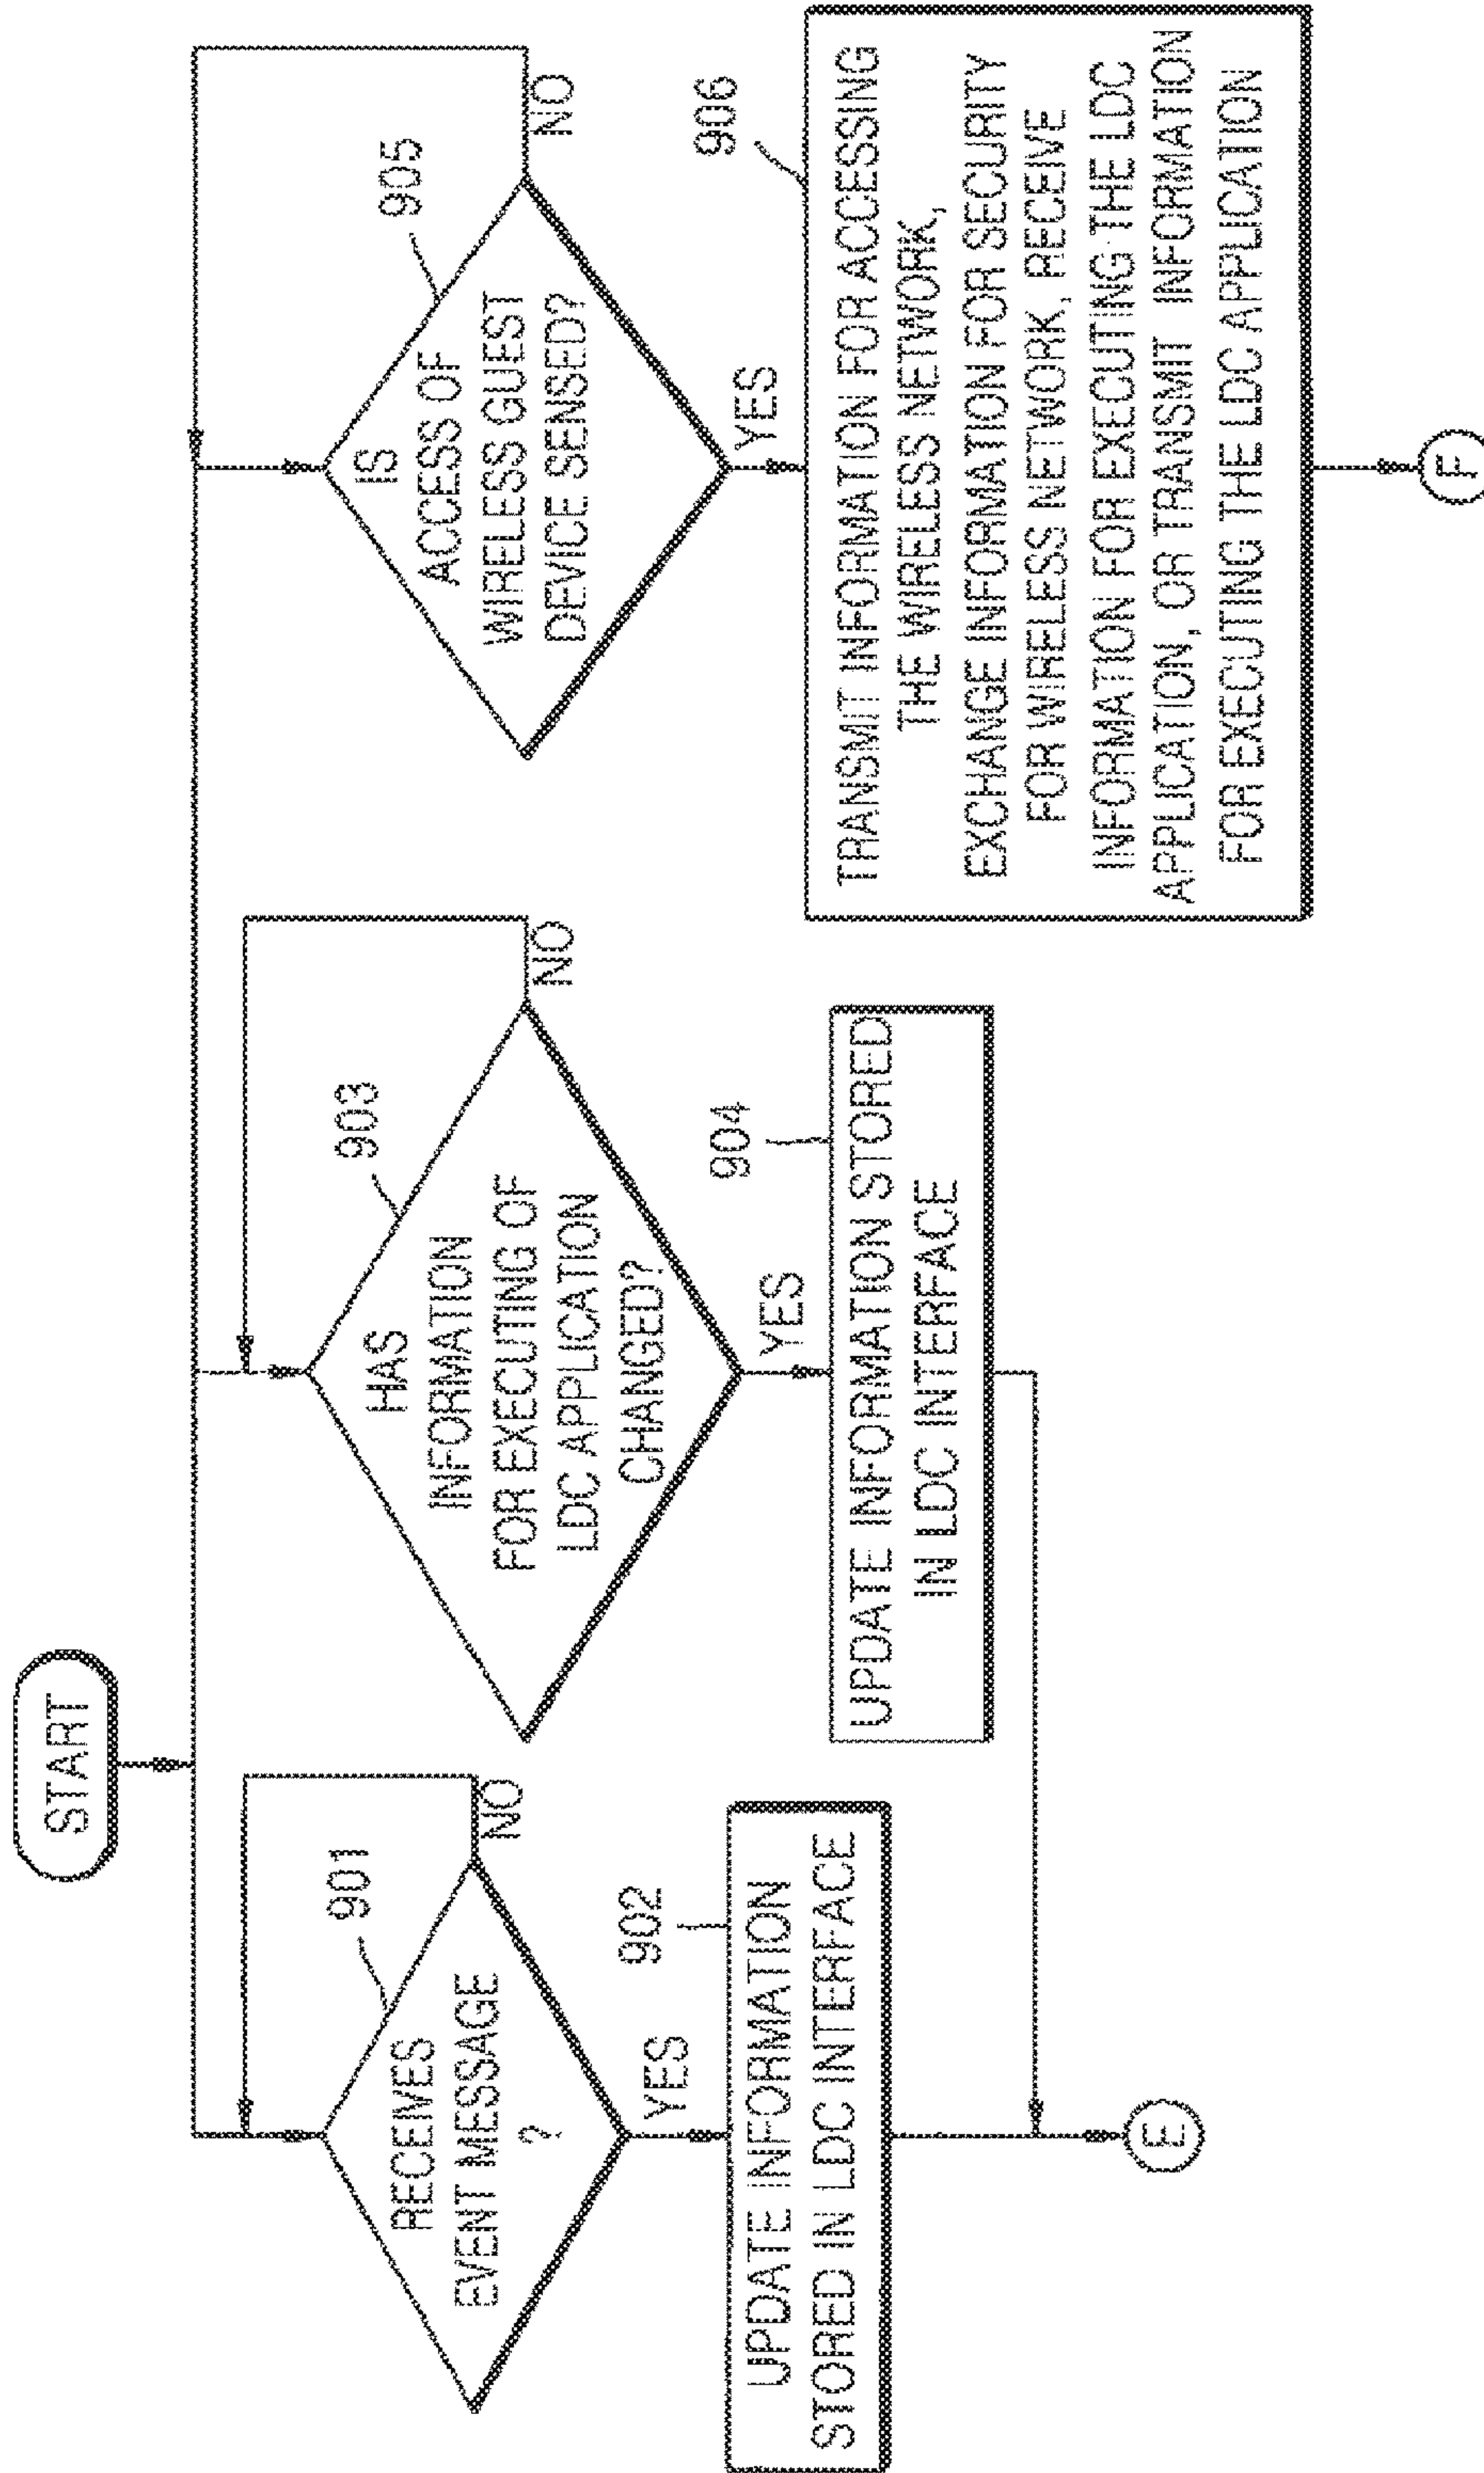 START
901
RECEIVES
EVENT MESSAGE
?
NO
YES
902
UPDATE INFORMATION
STORED IN LDC INTERFACE
E
903
HAS
INFORMATION
FOR EXECUTING OF
LDC APPLICATION
CHANGED?
NO
YES
904
UPDATE INFORMATION STORED
IN LDC INTERFACE
905
IS
ACCESS OF
WIRELESS GUEST
DEVICE SENSED?
NO
YES
906
TRANSMIT INFORMATION FOR ACCESSING
THE WIRELESS NETWORK,
EXCHANGE INFORMATION FOR SECURITY
FOR WIRELESS NETWORK, RECEIVE
INFORMATION FOR EXECUTING THE LDC
APPLICATION, OR TRANSMIT INFORMATION
FOR EXECUTING THE LDC APPLICATION
F